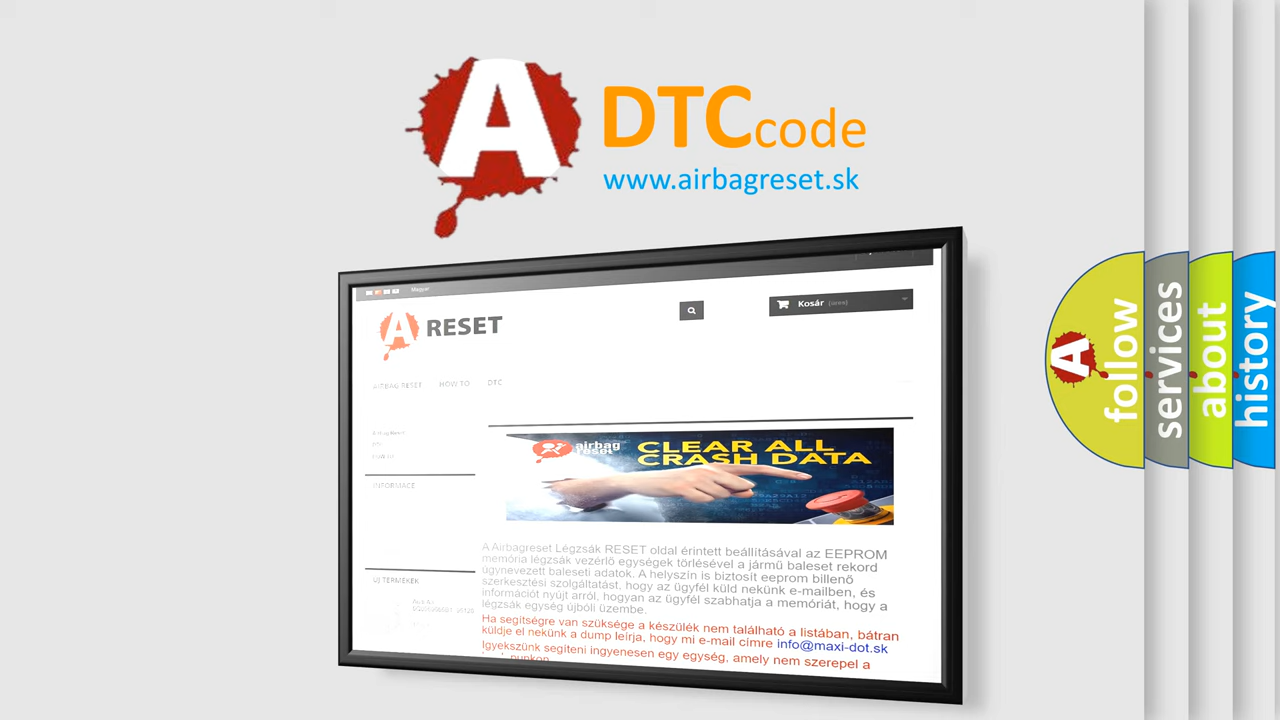 A DTC code
www.airbagreset.sk
Magyar
A RESET
Kosár (üres)
AIRBAG RESET HOW TO DTC
INFORMACE
ÚJ TERMÉKEK
airbag
reset
CLEAR ALL
CRASH DATA
A Airbagreset Légzsák RESET oldal érintett beállításával az EEPROM
memória légzsák vezérlő egységek törlésével a jármű baleset rekord
úgynevezett baleseti adatok. A helyszín is biztosít eeprom billenő
szerkesztési szolgáltatást, hogy az ügyfél küld nekünk e-mailben, és
információt nyújt arról, hogyan az ügyfél szabhatja a memóriát, hogy a
légzsák egység újbóli üzembe.
Ha segítségre van szüksége a készülék nem található a listában, bátran
küldje el nekünk a dump leírja, hogy mi e-mail címre info@maxi-dot.sk
Igyekszünk segíteni ingyenesen egy egység, amely nem szerepel a
A follow
services
about
history